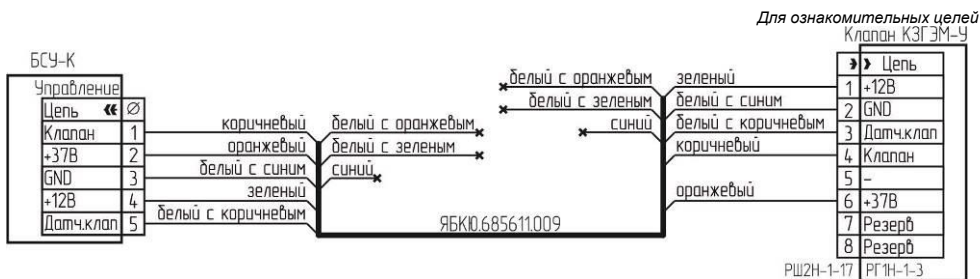 Для ознакомительных целей
БСУ-К
Управление
Цепь
Клапан 1 коричневый
+37В 2 оранжевый
GND 3 белый с синим
+12В 4 зеленый
Датч.клап 5 белый с коричневым
белый с оранжевым
белый с зеленым
синий
ЯБКЮ.685611.009
белый с оранжевым
белый с зеленым
синий
Клапан КЗГЭМ-У
Цепь
зеленый 1 +12В
белый с синим 2 GND
белый с коричневым 3 Датч.клап
коричневый 4 Клапан
5 –
оранжевый 6 +37В
7 Резерв
8 Резерв
РШ2Н-1-17 РГ1Н-1-3